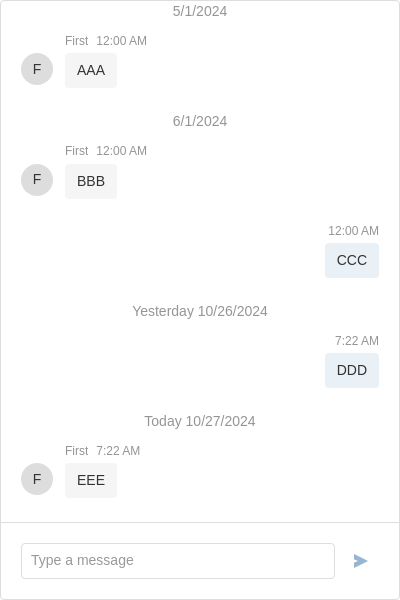 5/1/2024
First 12:00 AM
F AAA
6/1/2024
First 12:00 AM
F BBB
12:00 AM
CCC
Yesterday 10/26/2024
7:22 AM
DDD
Today 10/27/2024
First 7:22 AM
F EEE
Type a message